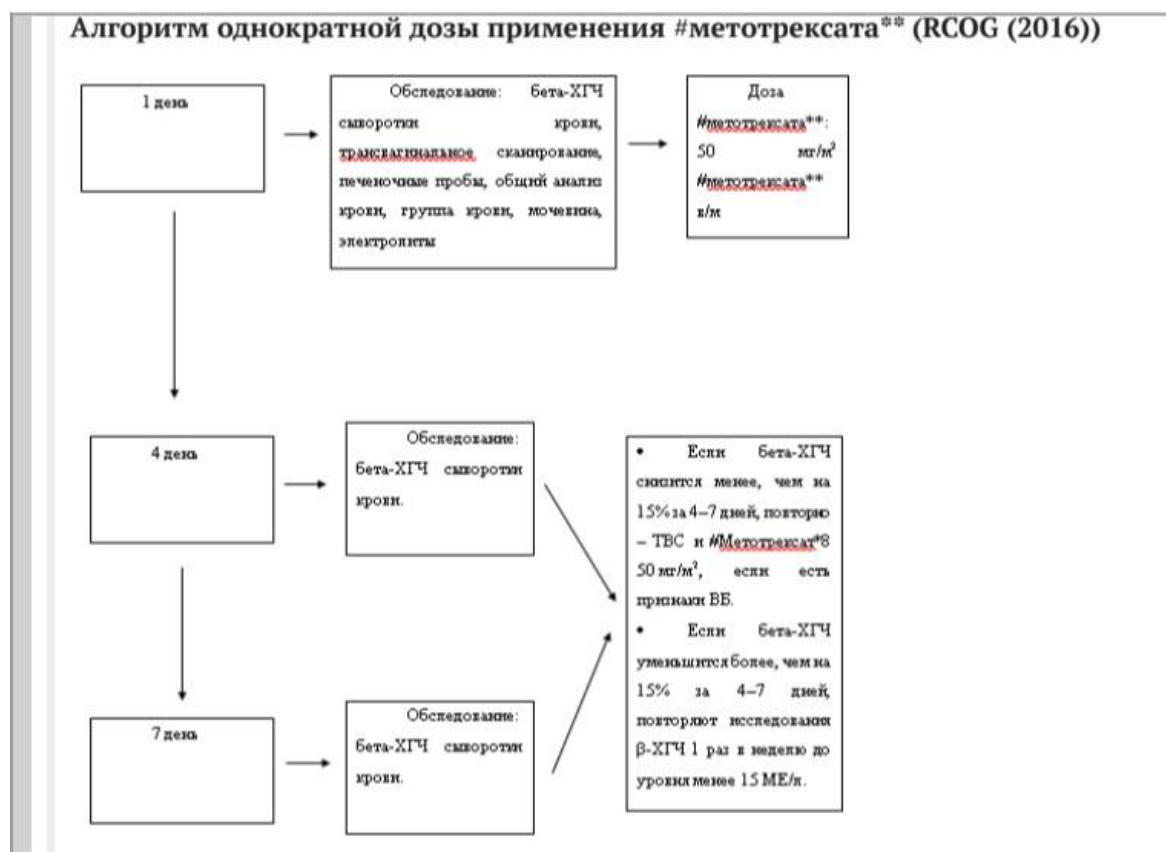 Алгоритм однократной дозы применения #метотрексата** (RCOG (2016))
1 день
Обследование: бета-ХГЧ
сыворотки крови,
трансвагинальное сканирование,
печеночные пробы, общий анализ
крови, группа крови, мочевина,
электролиты
Доза
#метотрексата**:
50 мг/м²
#метотрексата**
в/м
4 день
Обследование:
бета-ХГЧ сыворотки
крови.
• Если бета-ХГЧ
снизится менее, чем на
15% за 4–7 дней, повторно
– ТВС и #Метотрексат*8
50 мг/м², если есть
признаки ВБ.
• Если бета-ХГЧ
уменьшится более, чем на
15% за 4–7 дней,
повторяют исследования
β-ХГЧ 1 раз в неделю до
уровня менее 15 МЕ/л.
7 день
Обследование:
бета-ХГЧ сыворотки
крови.